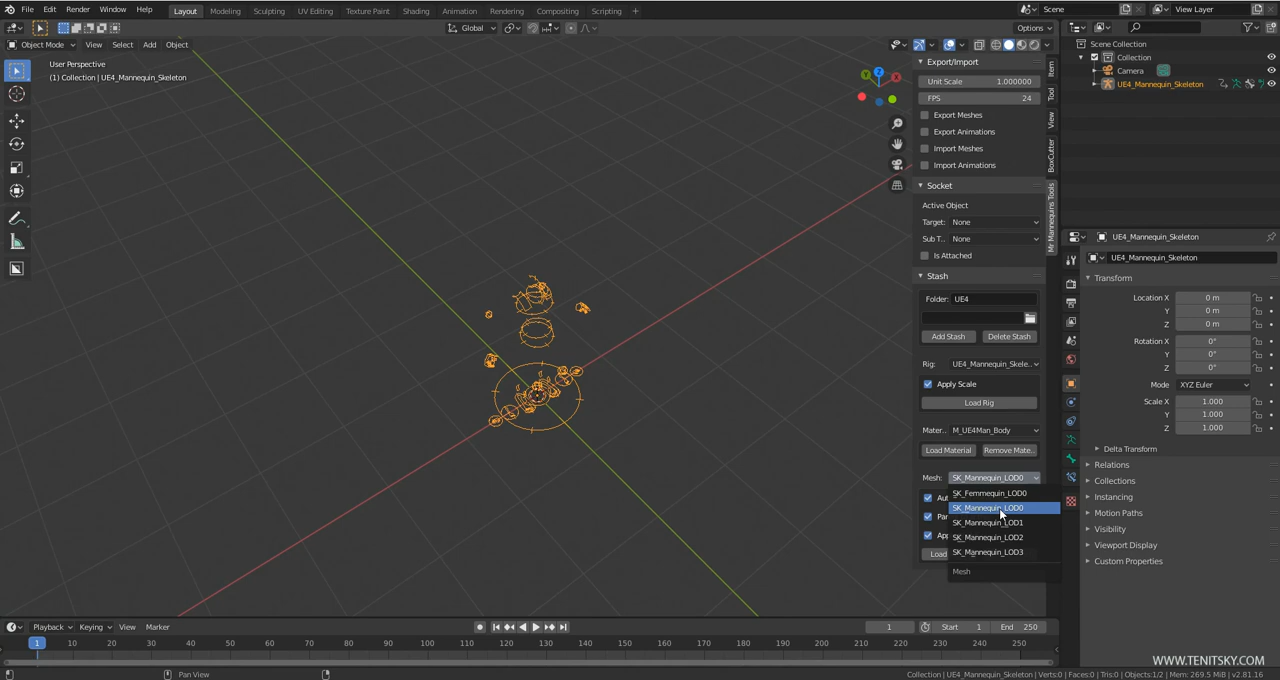 File Edit Render Window Help Layout Modeling Sculpting UV Editing Texture Paint Shading Animation Rendering Compositing Scripting + Scene View Layer
Global Options
Object Mode View Select Add Object
User Perspective
(1) Collection | UE4_Mannequin_Skeleton
Y Z X
Export/Import
Unit Scale 1.000000
FPS 24
Export Meshes
Export Animations
Import Meshes
Import Animations
Socket
Active Object
Target: None
Sub T.. None
Is Attached
Stash
Folder: UE4
Add Stash Delete Stash
Rig: UE4_Mannequin_Skele..
Apply Scale
Load Rig
Mater.. M_UE4Man_Body
Load Material Remove Mate..
Mesh: SK_Mannequin_LOD0
SK_Femmequin_LOD0
SK_Mannequin_LOD0
SK_Mannequin_LOD1
SK_Mannequin_LOD2
SK_Mannequin_LOD3
Mesh
Aut
Par
App
Load
Item
Tool
View
BoxCutter
Mr Mannequins Tools
Scene Collection
Collection
Camera
UE4_Mannequin_Skeleton
UE4_Mannequin_Skeleton
UE4_Mannequin_Skeleton
Transform
Location X 0 m
Y 0 m
Z 0 m
Rotation X 0°
Y 0°
Z 0°
Mode XYZ Euler
Scale X 1.000
Y 1.000
Z 1.000
Delta Transform
Relations
Collections
Instancing
Motion Paths
Visibility
Viewport Display
Custom Properties
Playback Keying View Marker 1 Start 1 End 250
1 10 20 30 40 50 60 70 80 90 100 110 120 130 140 150 160 170 180 190 200 210 220 230 240 250
WWW.TENITSKY.COM
Pan View Collection | UE4_Mannequin_Skeleton | Verts:0 | Faces:0 | Tris:0 | Objects:1/2 | Mem: 269.5 MiB | v2.81.16